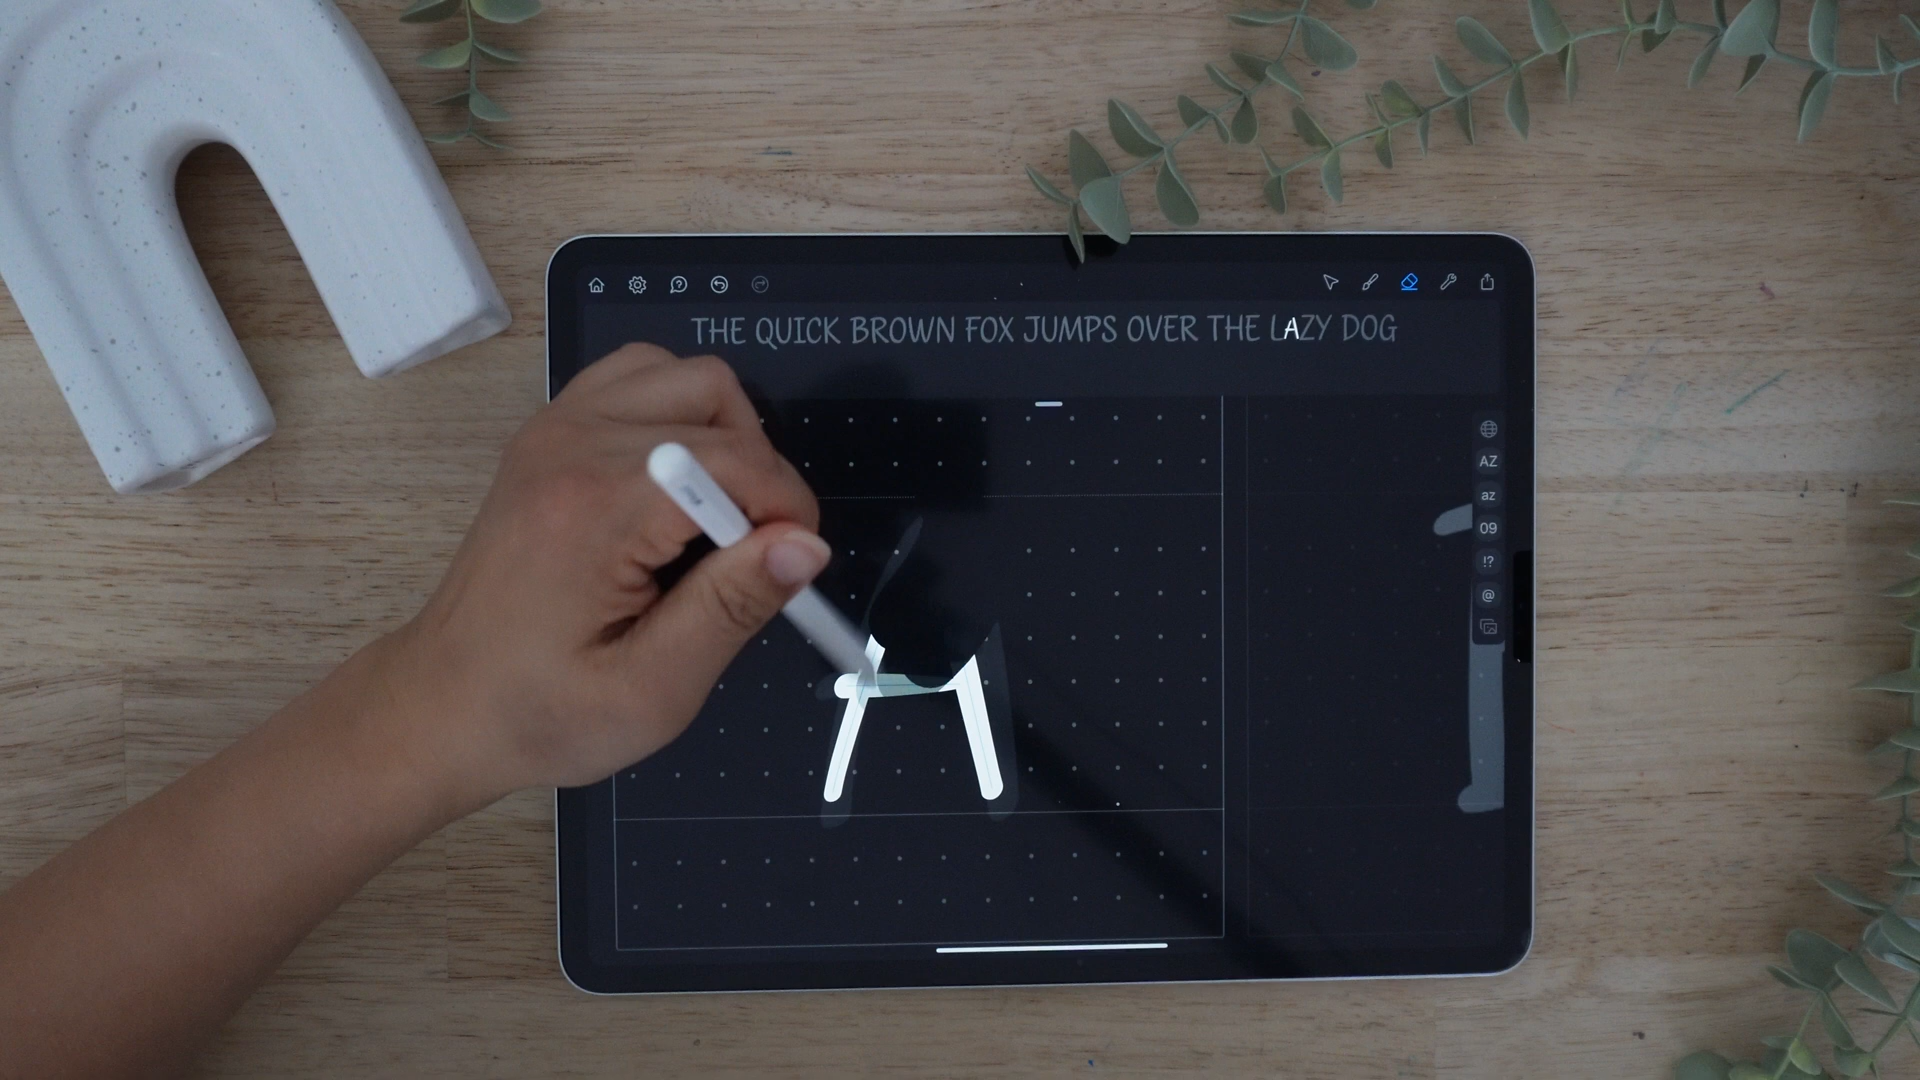 THE QUICK BROWN FOX JUMPS OVER THE LAZY DOG
A
AZ
az
09
!?
@